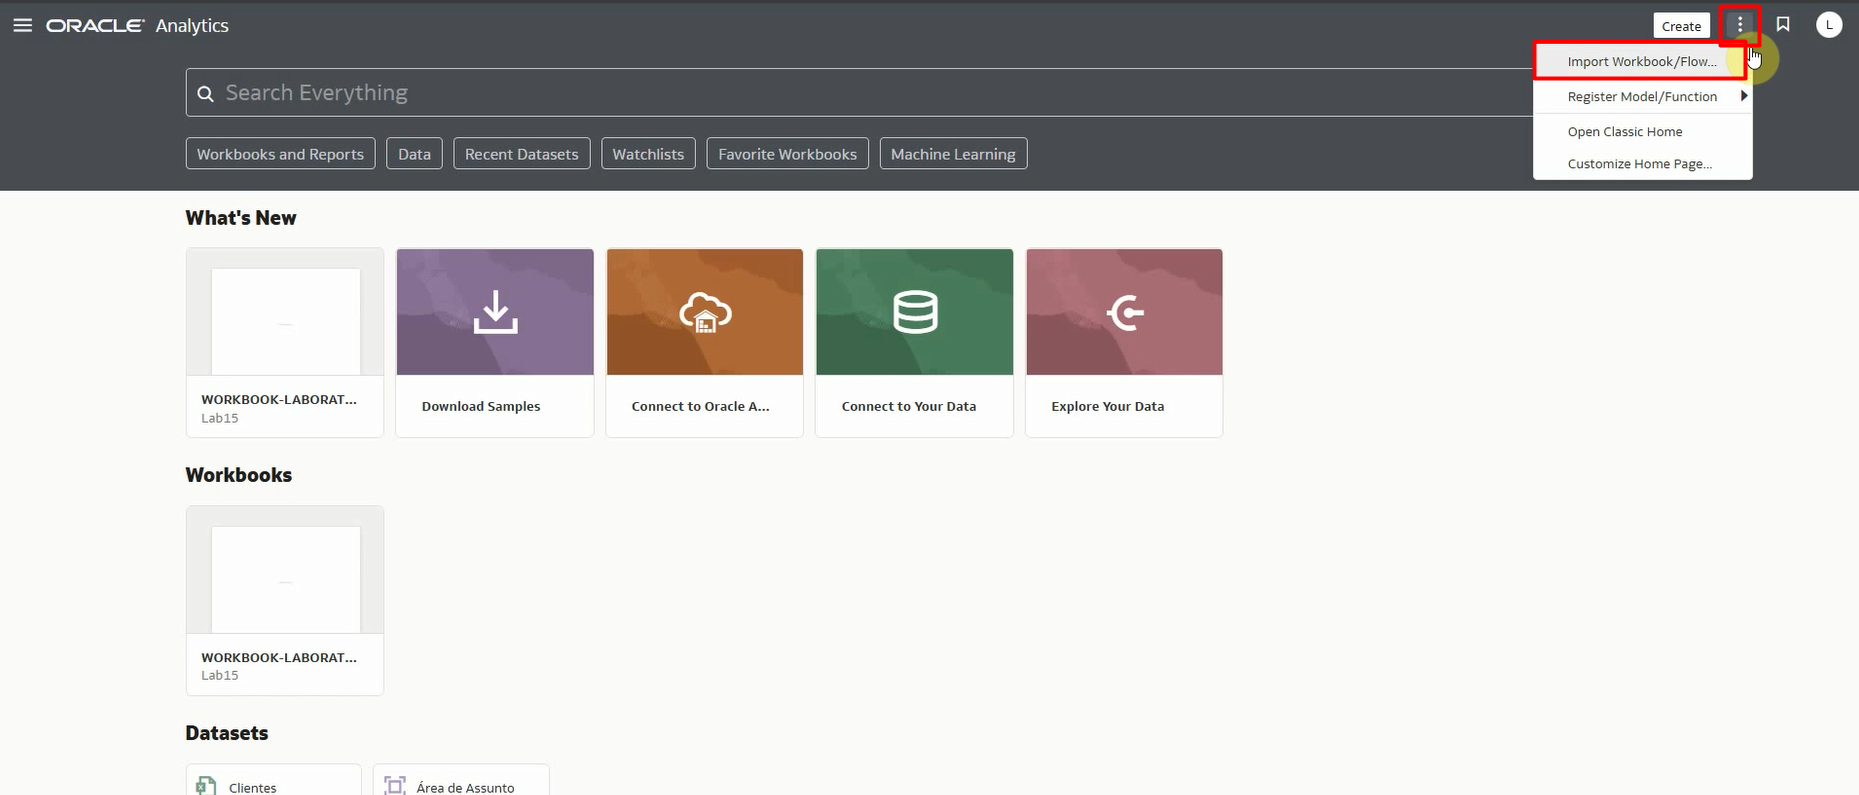 ORACLE Analytics
Create
L
Search Everything
Import Workbook/Flow...
Register Model/Function
Open Classic Home
Customize Home Page...
Workbooks and Reports
Data
Recent Datasets
Watchlists
Favorite Workbooks
Machine Learning
What's New
WORKBOOK-LABORAT...
Lab15
Download Samples
Connect to Oracle A...
Connect to Your Data
Explore Your Data
Workbooks
WORKBOOK-LABORAT...
Lab15
Datasets
Clientes
Área de Assunto